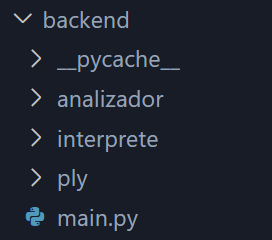 backend
__pycache__
analizador
interprete
ply
main.py